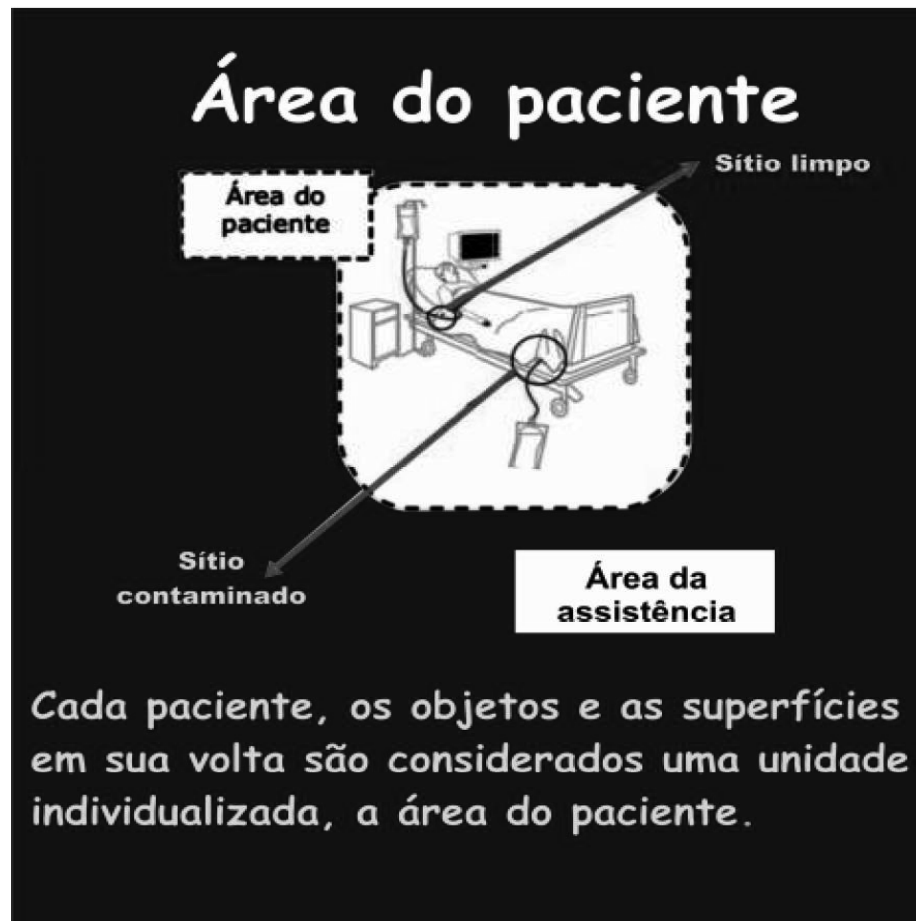 Área do paciente
Sítio limpo
Área do
paciente
Sítio
contaminado
Área da
assistência
Cada paciente, os objetos e as superfícies
em sua volta são considerados uma unidade
individualizada, a área do paciente.